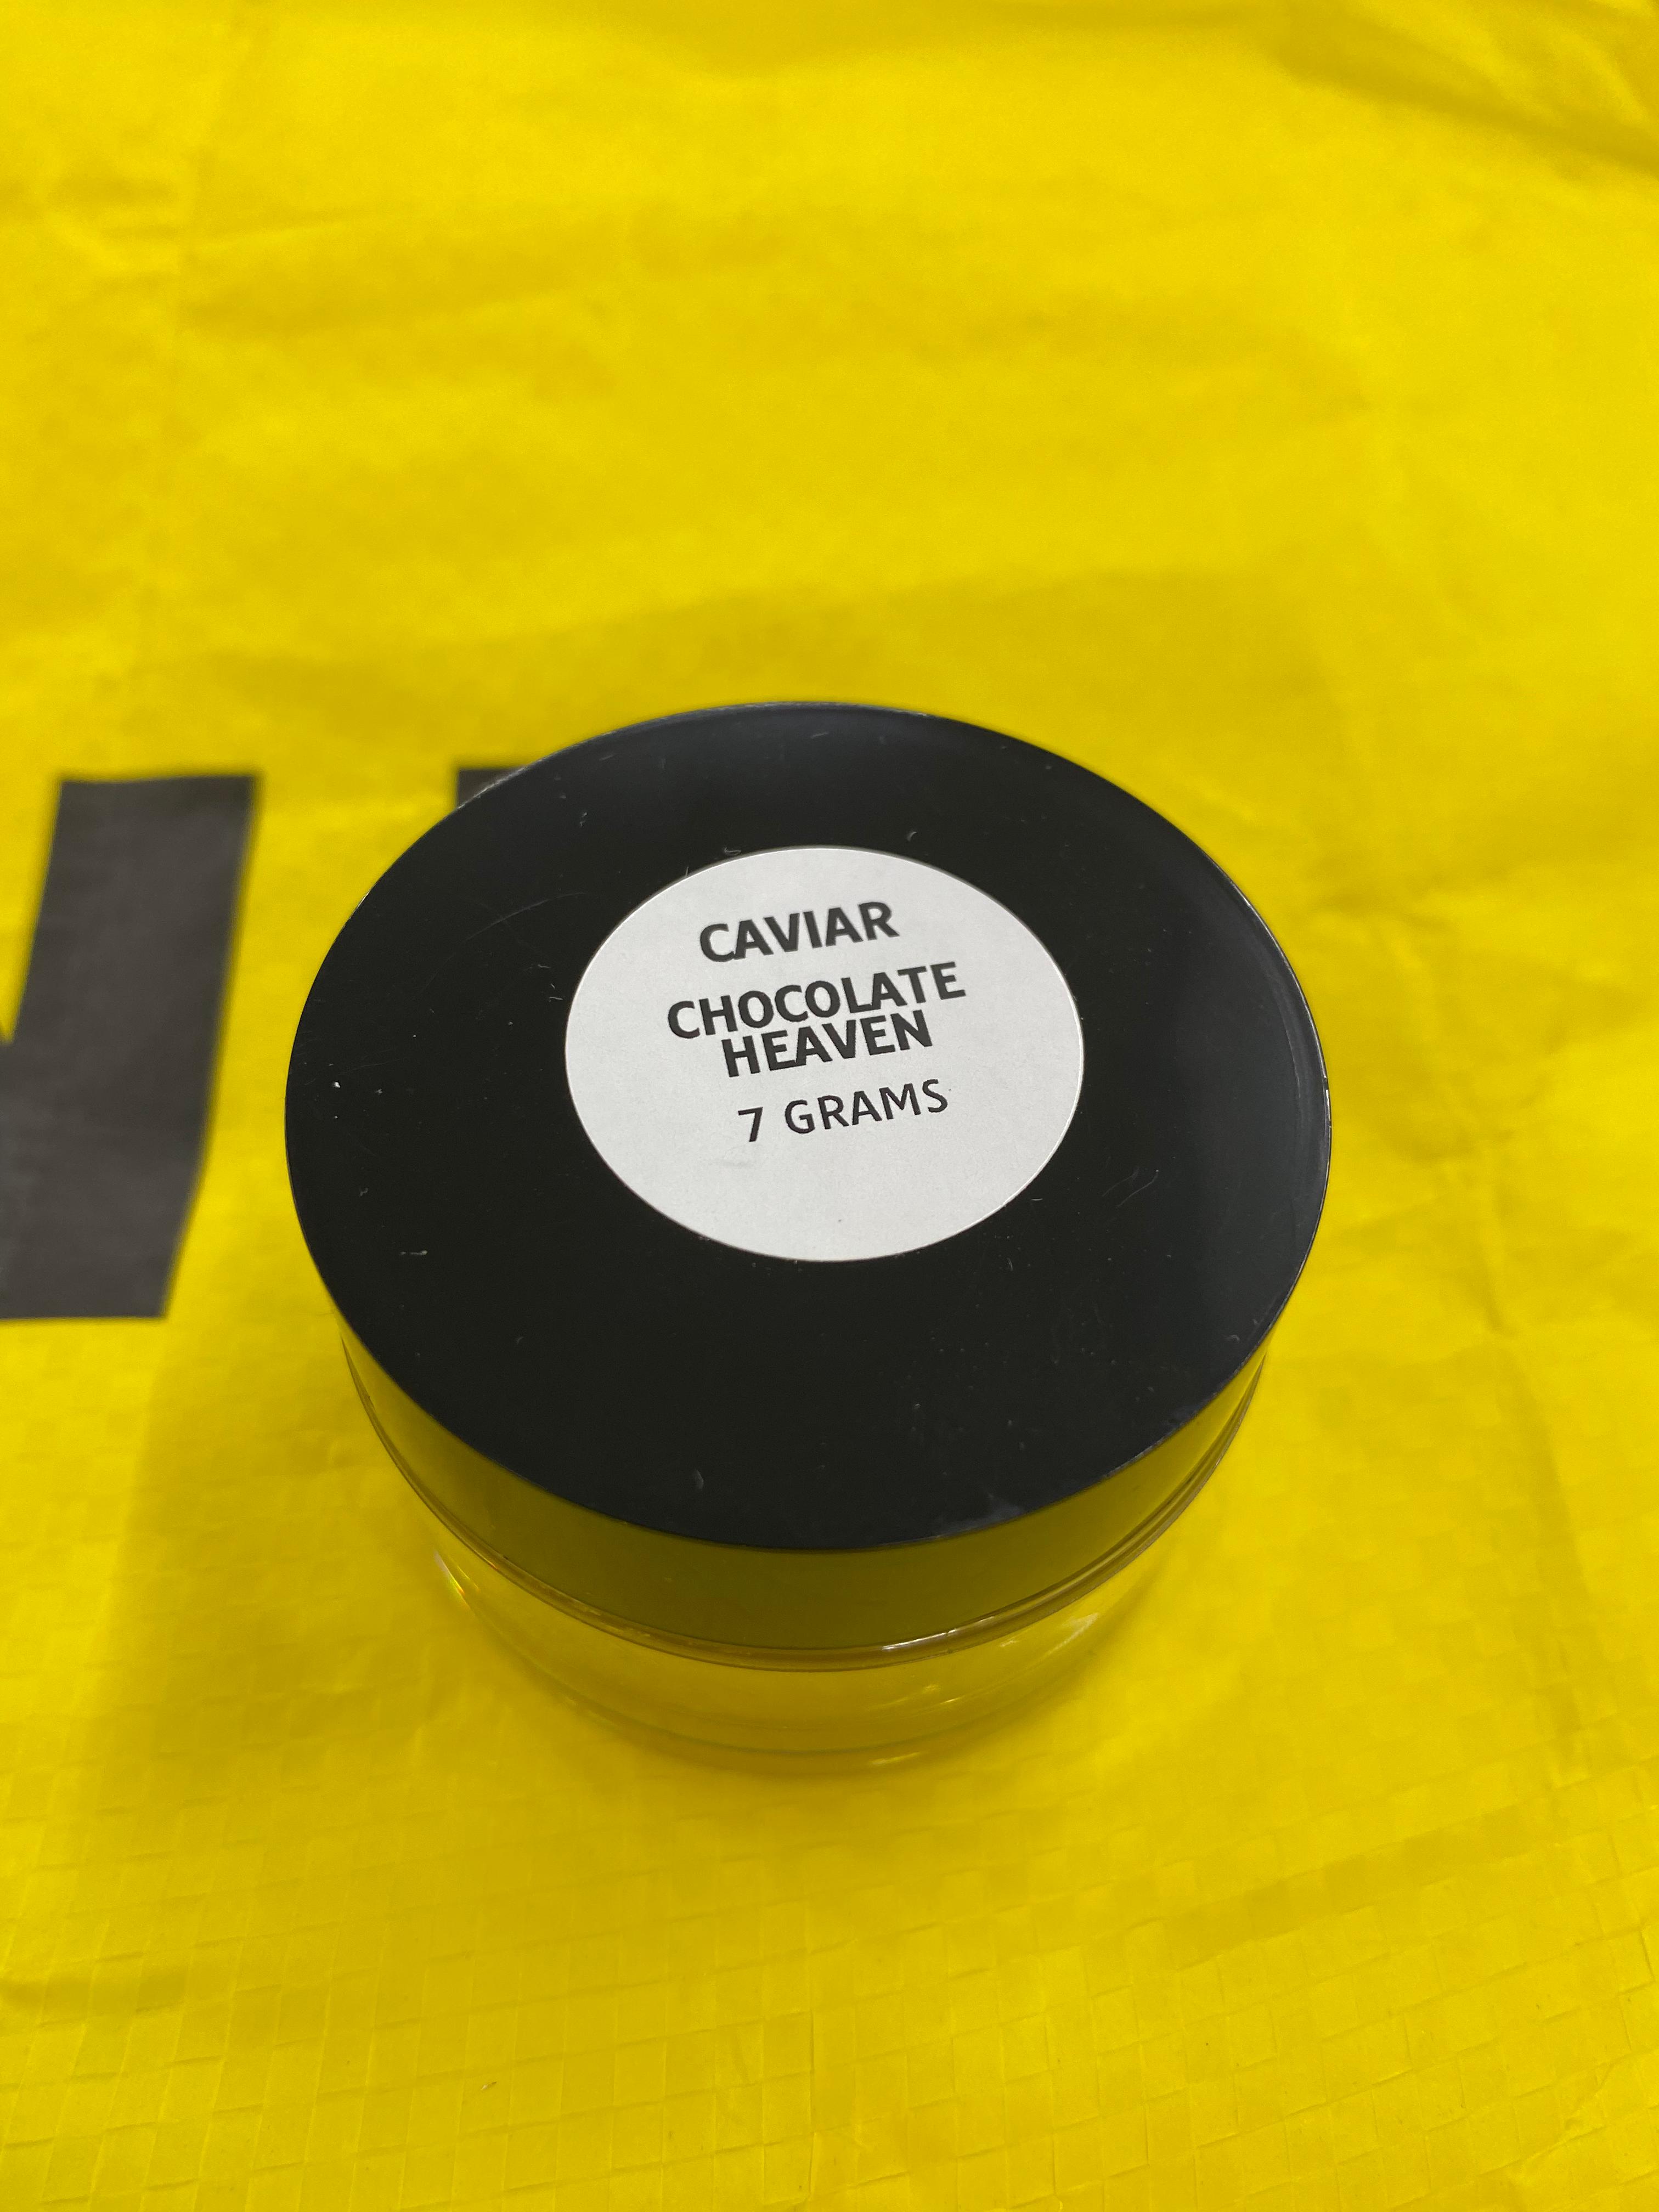 CAVIAR
CHOCOLATE
HEAVEN
7 GRAMS